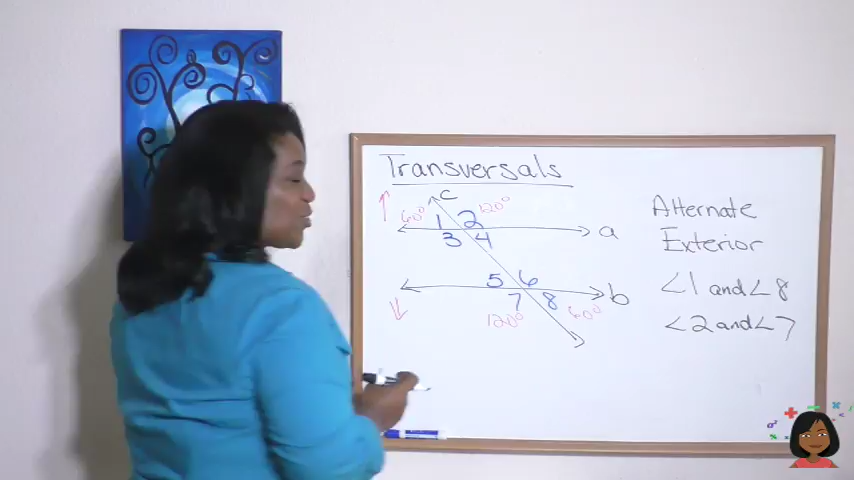 Transversals
c
60° 1 2 120°
3 4 a
5 6 b
7 8 60°
120°
Alternate
Exterior
∠1 and ∠8
∠2 and ∠7